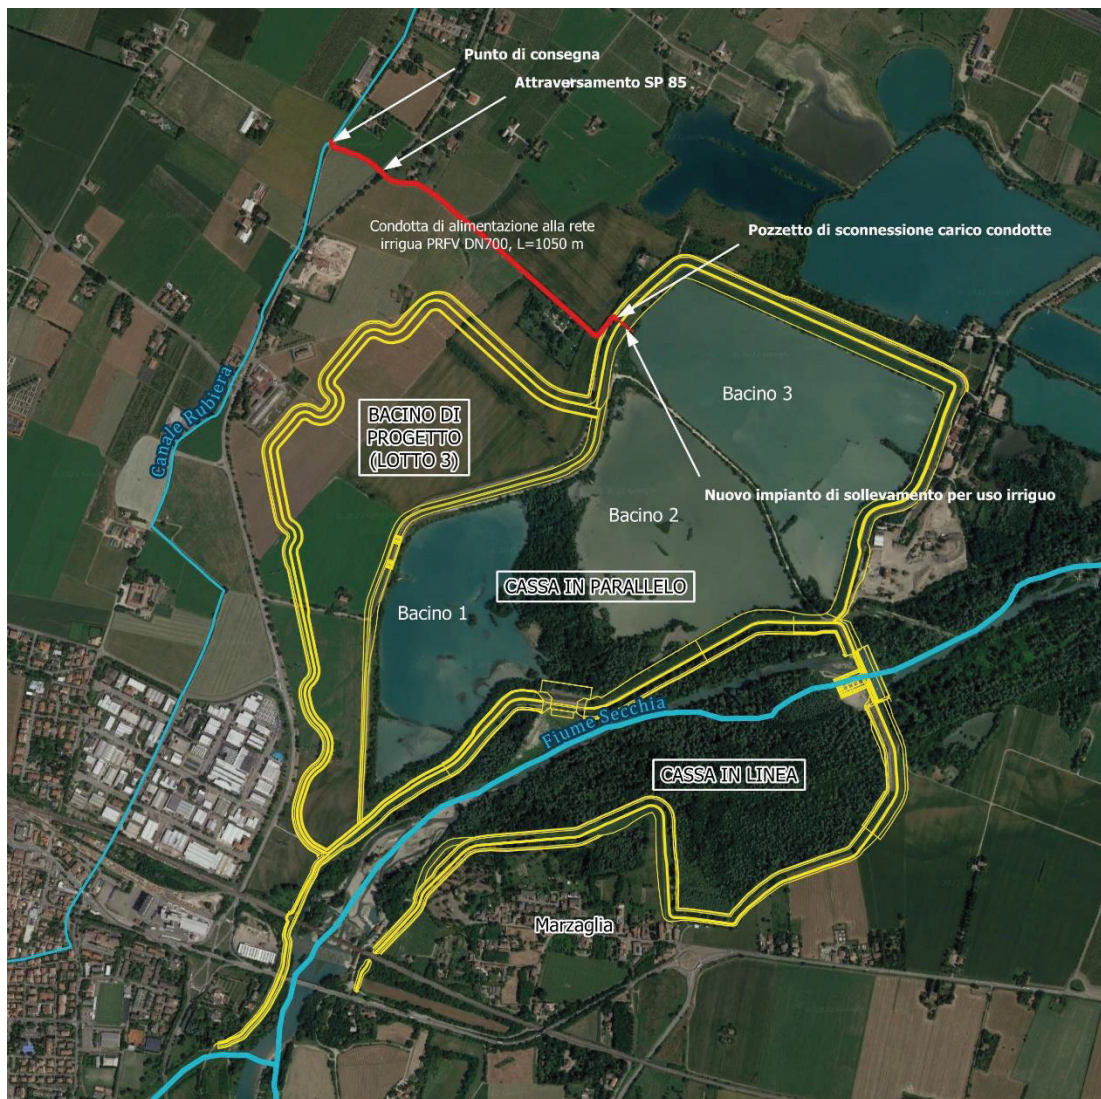 Punto di consegna
Attraversamento SP 85
Condotta di alimentazione alla rete
irrigua PRFV DN700, L=1050 m
Pozzetto di sconnessione carico condotte
Canale Rubiera
BACINO DI
PROGETTO
(LOTTO 3)
Bacino 3
Nuovo impianto di sollevamento per uso irriguo
Bacino 2
CASSA IN PARALLELO
Bacino 1
Fiume Secchia
CASSA IN LINEA
Marzaglia